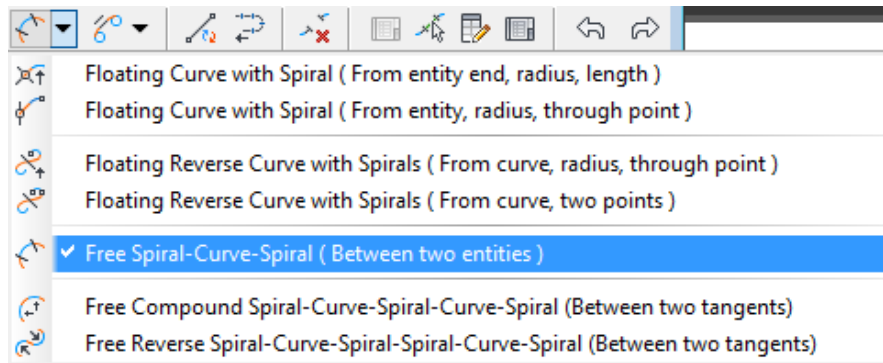 Floating Curve with Spiral ( From entity end, radius, length )
Floating Curve with Spiral ( From entity, radius, through point )
Floating Reverse Curve with Spirals ( From curve, radius, through point )
Floating Reverse Curve with Spirals ( From curve, two points )
Free Spiral-Curve-Spiral ( Between two entities )
Free Compound Spiral-Curve-Spiral-Curve-Spiral (Between two tangents)
Free Reverse Spiral-Curve-Spiral-Spiral-Curve-Spiral (Between two tangents)